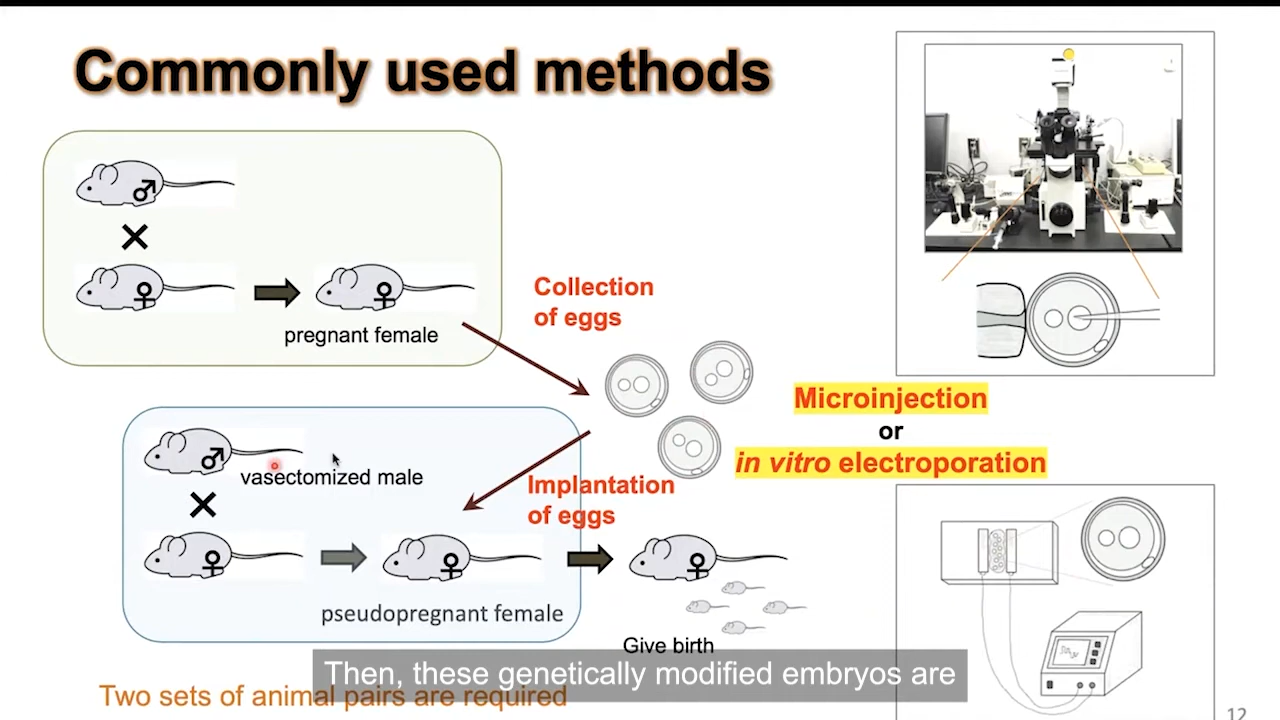 Commonly used methods
pregnant female
Collection
of eggs
Microinjection
or
in vitro electroporation
vasectomized male
Implantation
of eggs
pseudopregnant female
Give birth
Then, these genetically modified embryos are
Two sets of animal pairs are required
12